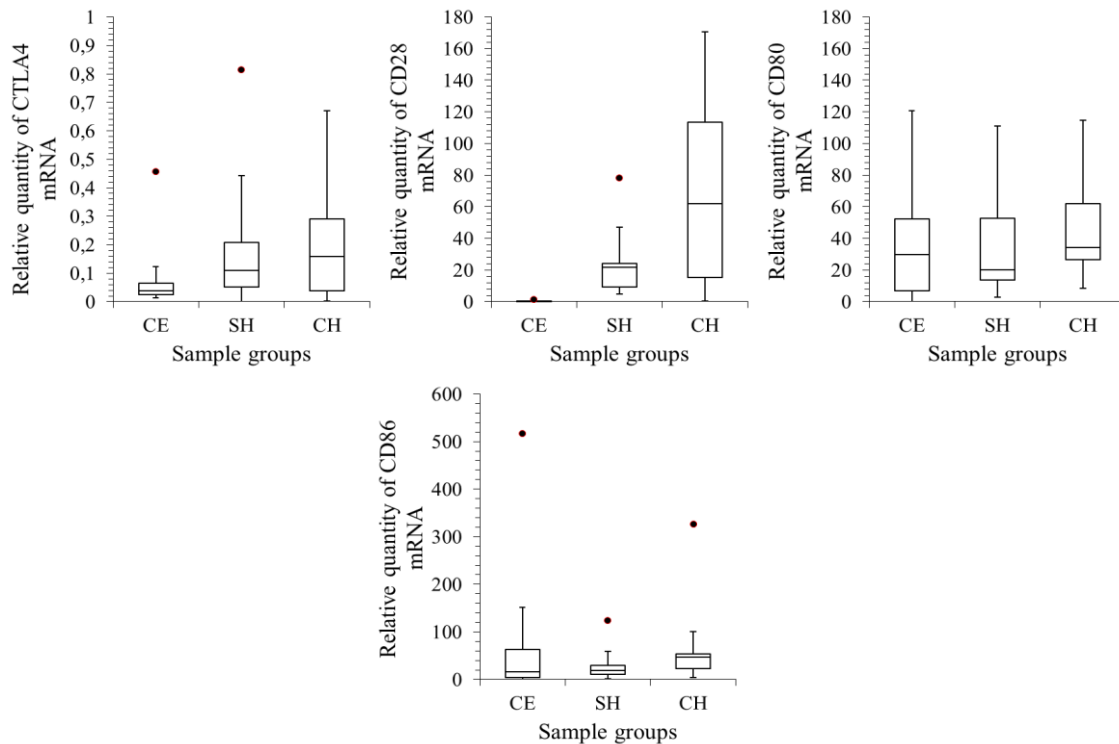 Relative quantity of CTLA4
mRNA
1
0,9
0,8
0,7
0,6
0,5
0,4
0,3
0,2
0,1
0
CE SH CH
Sample groups
Relative quantity of CD28
mRNA
180
160
140
120
100
80
60
40
20
0
CE SH CH
Sample groups
Relative quantity of CD80
mRNA
180
160
140
120
100
80
60
40
20
0
CE SH CH
Sample groups
Relative quantity of CD86
mRNA
600
500
400
300
200
100
0
CE SH CH
Sample groups